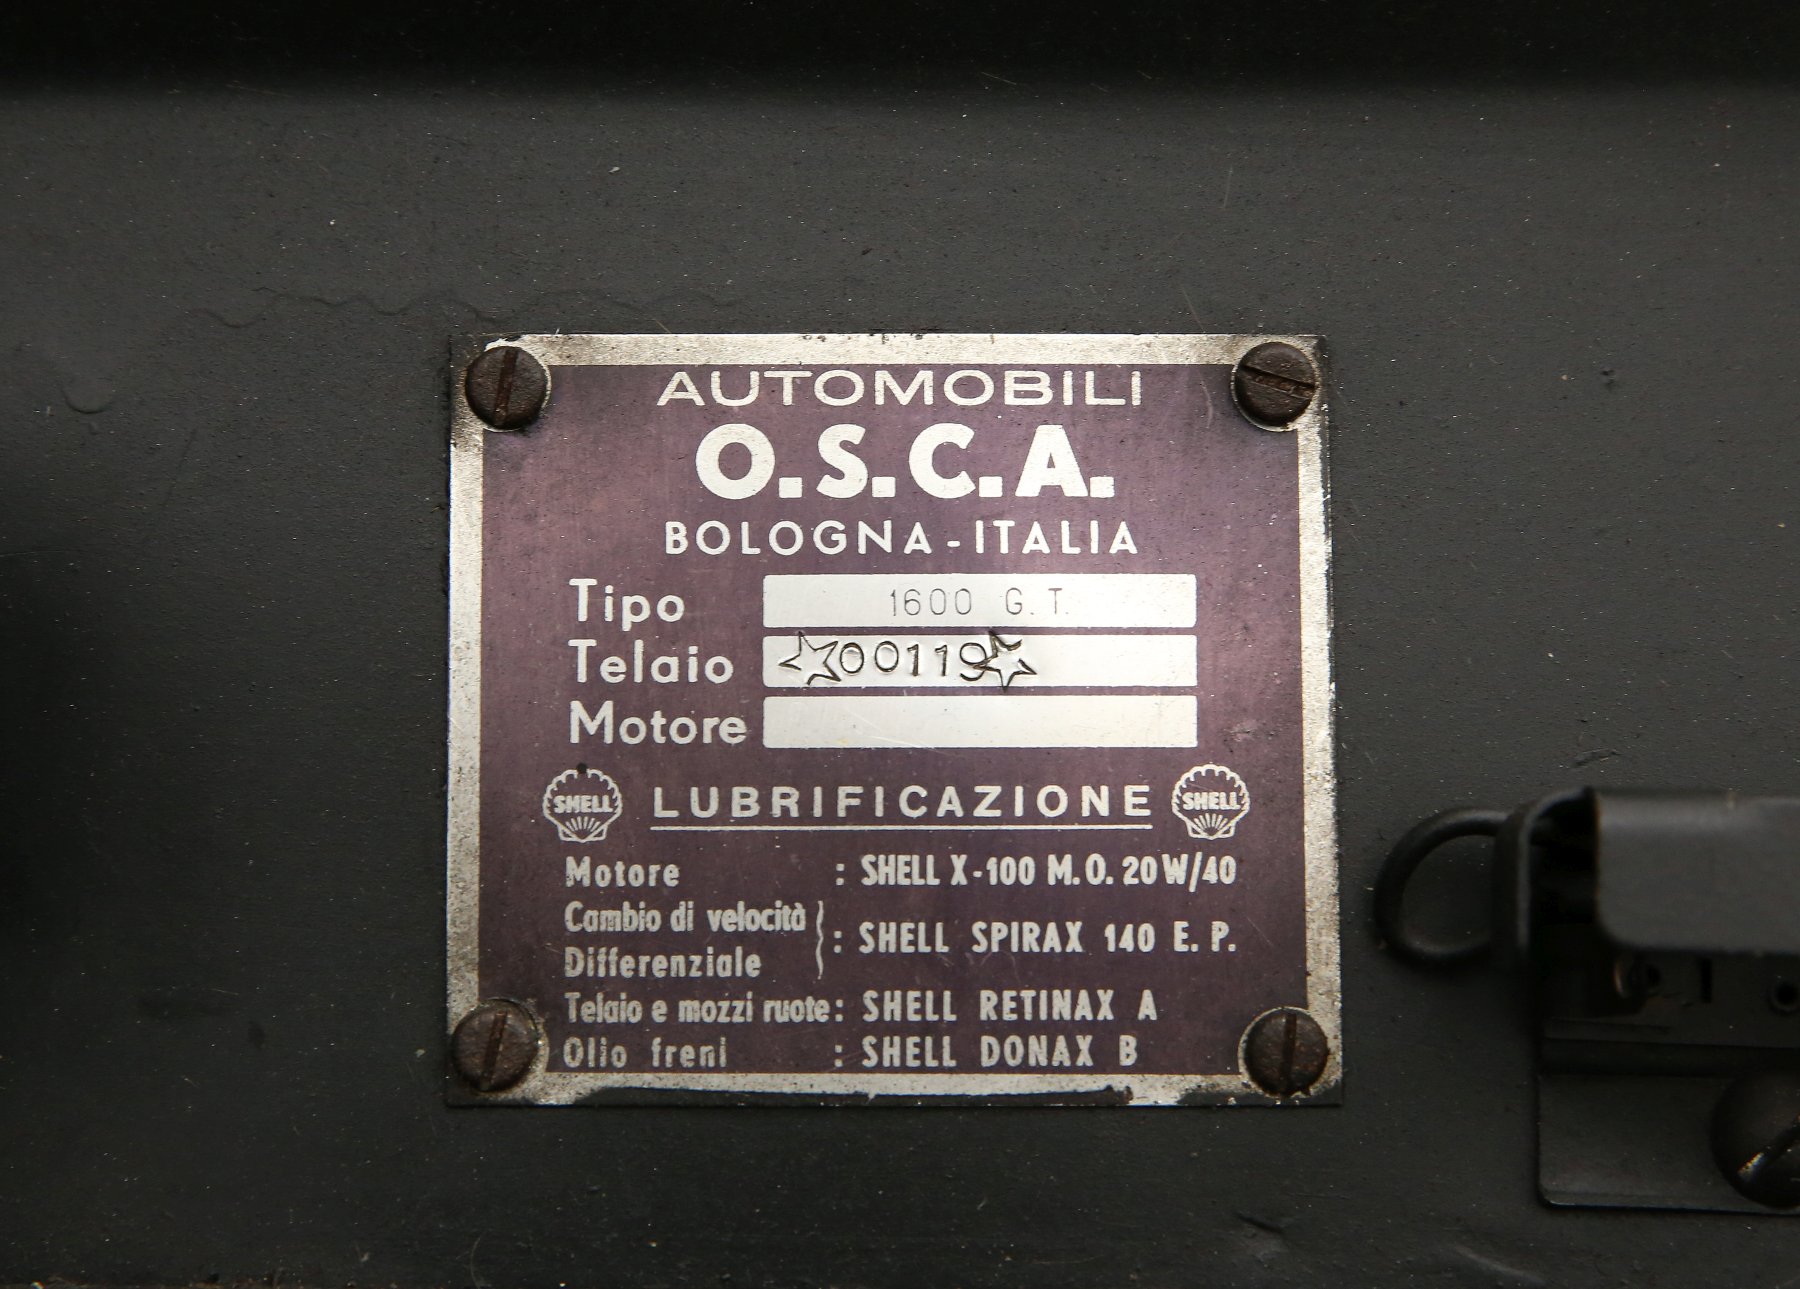 AUTOMOBILI
O.S.C.A.
BOLOGNA - ITALIA
Tipo 1600 G.T.
Telaio ☆00119☆
Motore
SHELL LUBRIFICAZIONE SHELL
Motore : SHELL X-100 M.O. 20W/40
Cambio di velocità
Differenziale } : SHELL SPIRAX 140 E.P.
Telaio e mozzi ruote: SHELL RETINAX A
Olio freni : SHELL DONAX B